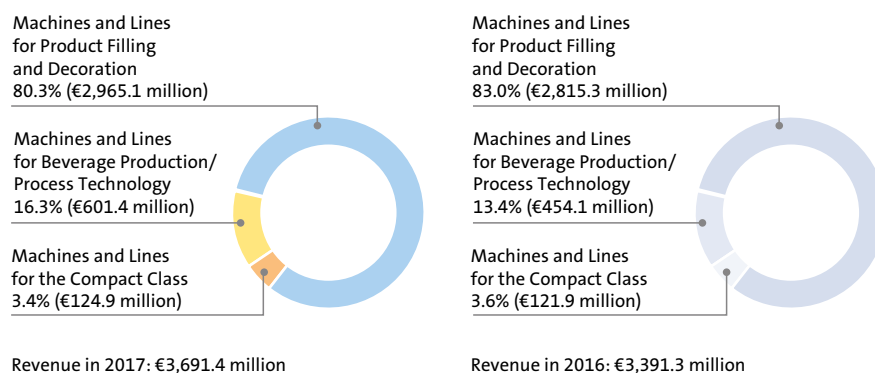 Machines and Lines
for Product Filling
and Decoration
80.3% (€2,965.1 million)
Machines and Lines
for Beverage Production/
Process Technology
16.3% (€601.4 million)
Machines and Lines
for the Compact Class
3.4% (€124.9 million)
Revenue in 2017: €3,691.4 million
Machines and Lines
for Product Filling
and Decoration
83.0% (€2,815.3 million)
Machines and Lines
for Beverage Production/
Process Technology
13.4% (€454.1 million)
Machines and Lines
for the Compact Class
3.6% (€121.9 million)
Revenue in 2016: €3,391.3 million